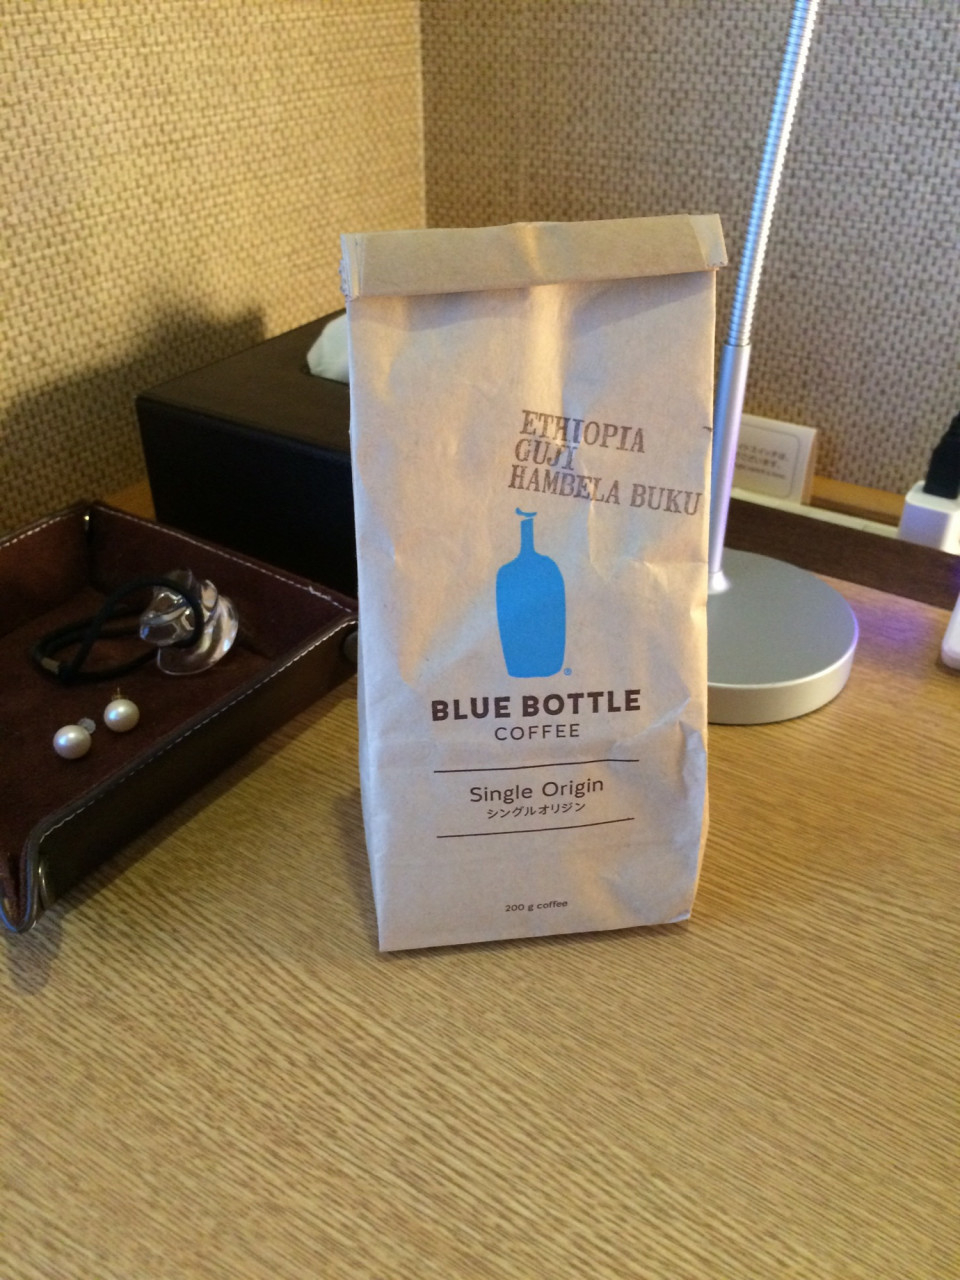 ETHIOPIA
GUJI
HAMBELA BUKU
BLUE BOTTLE
COFFEE
Single Origin
シングルオリジン
200 g coffee